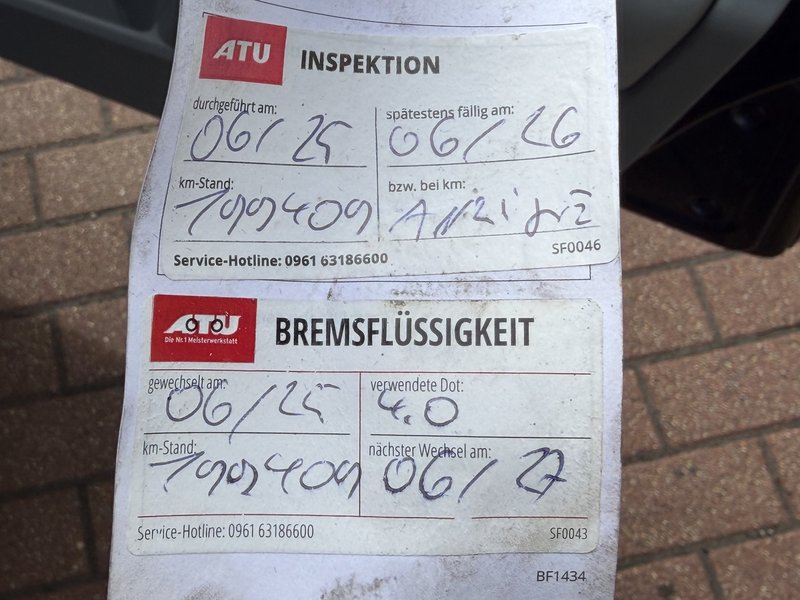 ATU INSPEKTION
durchgeführt am: spätestens fällig am:
06/25 06/26
km-Stand: bzw. bei km:
199409
Service-Hotline: 0961 63186600 SF0046
ATU BREMSFLÜSSIGKEIT
Die Nr.1 Meisterwerkstatt
gewechselt am: verwendete Dot:
06/25 4.0
km-Stand: nächster Wechsel am:
199409 06/27
Service-Hotline: 0961 63186600 SF0043
BF1434